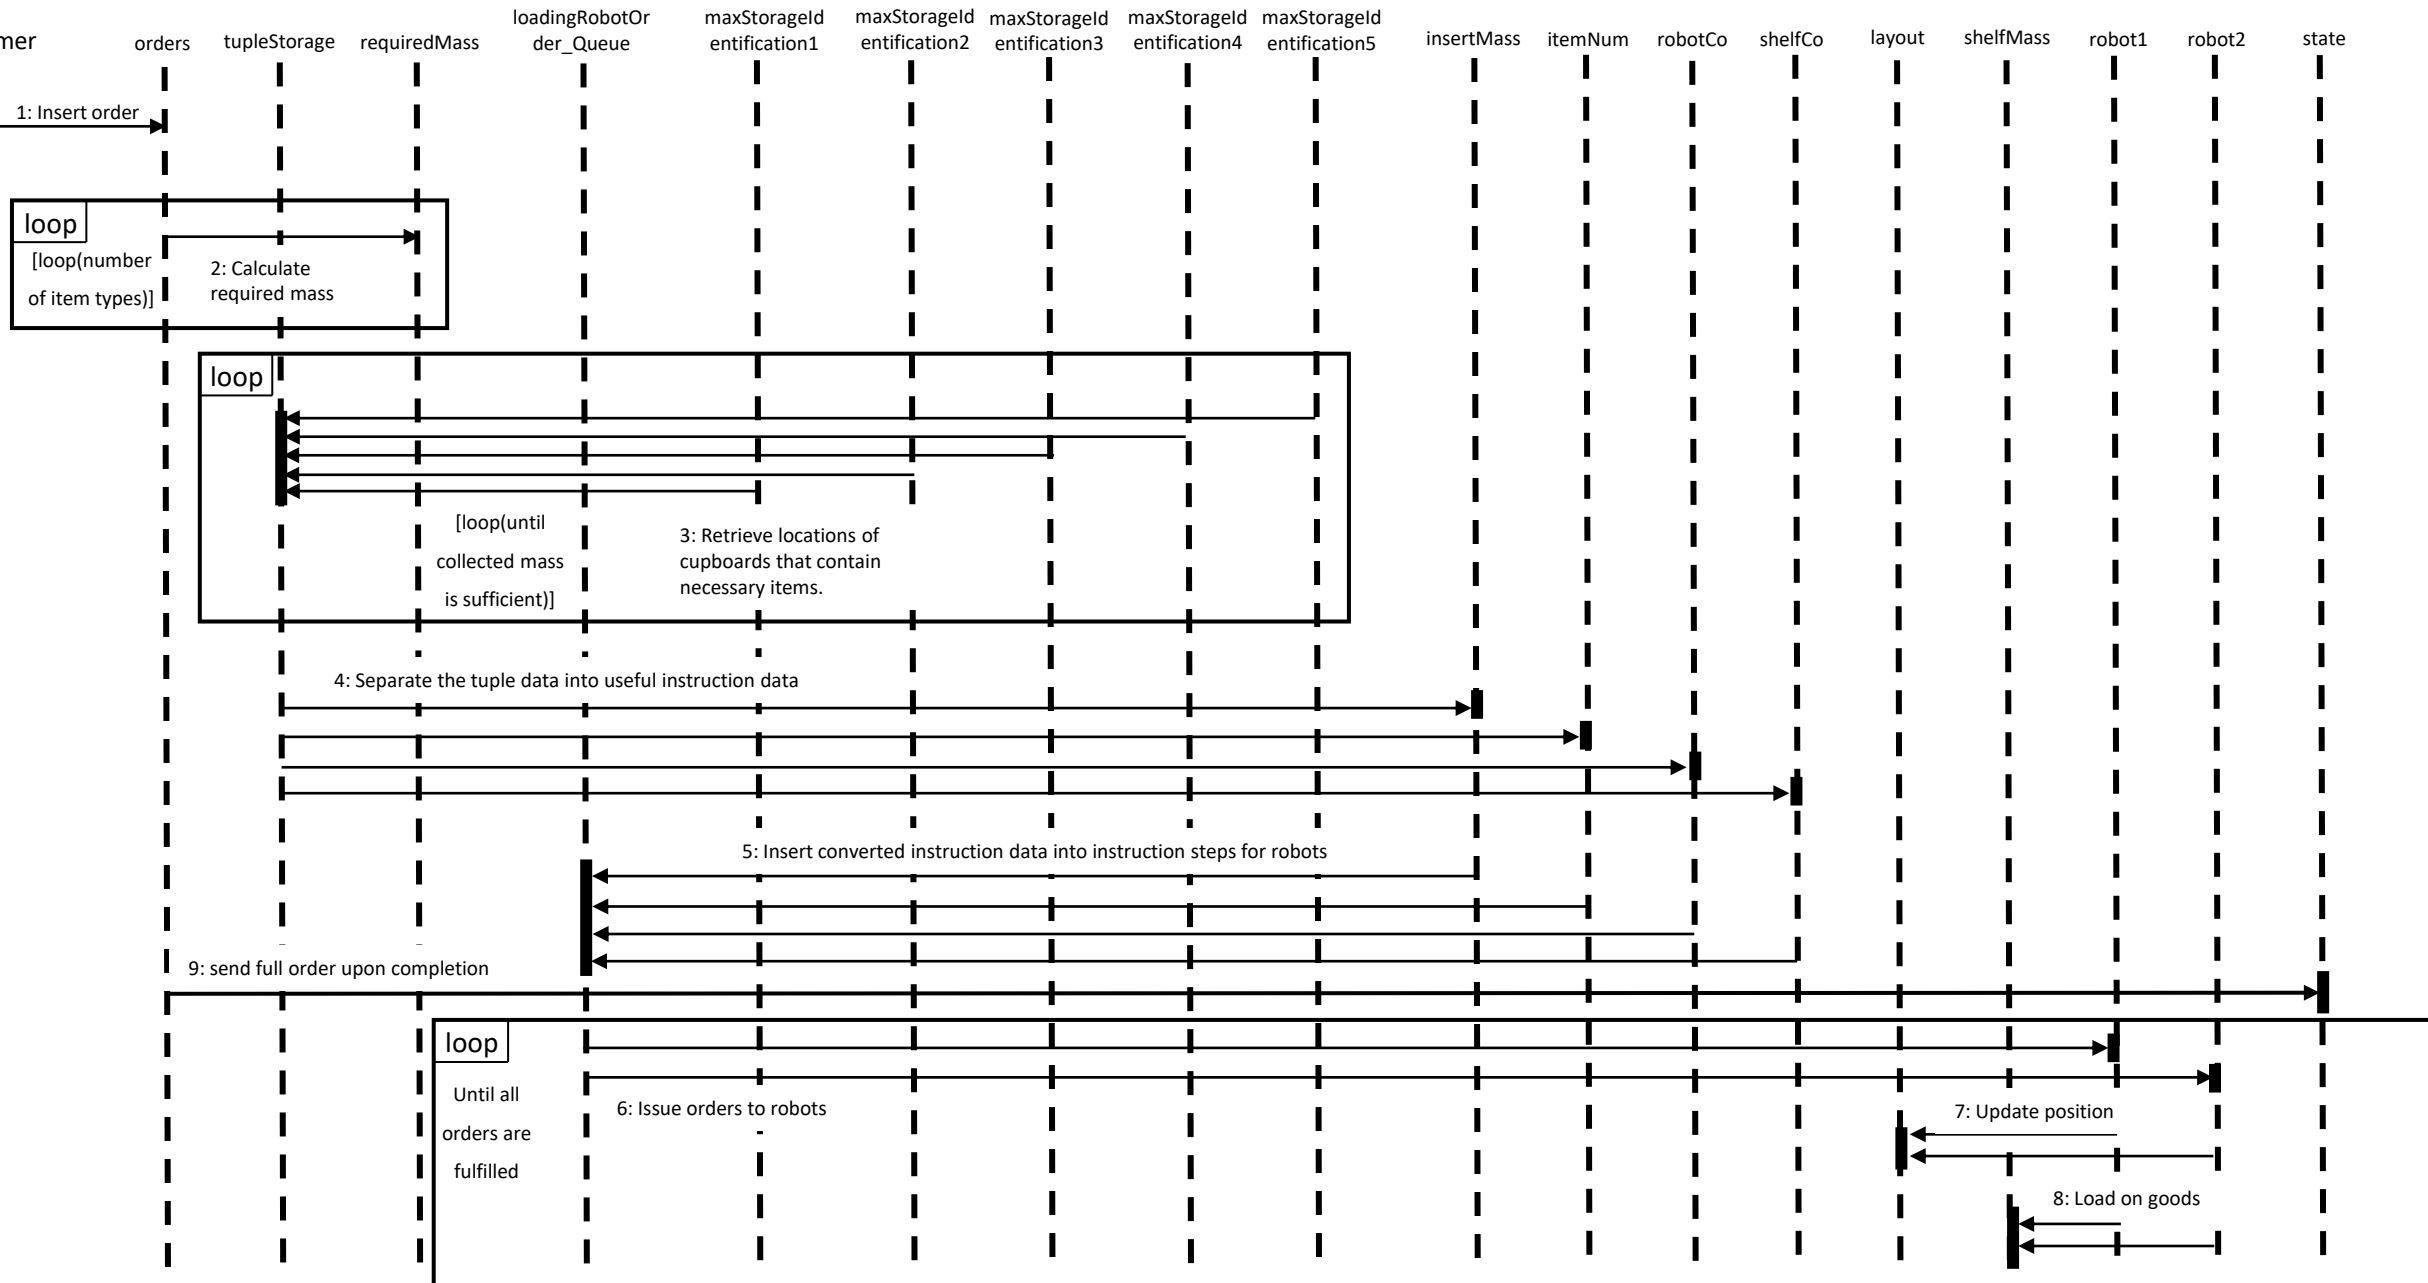 mer
orders
tupleStorage
requiredMass
loadingRobotOr
der_Queue
maxStorageId
entification1
maxStorageId
entification2
maxStorageId
entification3
maxStorageId
entification4
maxStorageId
entification5
insertMass
itemNum
robotCo
shelfCo
layout
shelfMass
robot1
robot2
state
1: Insert order
loop
[loop(number
of item types)]
2: Calculate
required mass
loop
[loop(until
collected mass
is sufficient)]
3: Retrieve locations of
cupboards that contain
necessary items.
4: Separate the tuple data into useful instruction data
5: Insert converted instruction data into instruction steps for robots
9: send full order upon completion
loop
Until all
orders are
fulfilled
6: Issue orders to robots
7: Update position
8: Load on goods